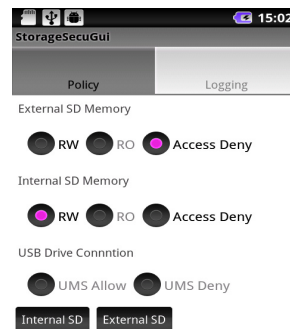 15:02
StorageSecuGui
Policy Logging
External SD Memory
RW RO Access Deny
Internal SD Memory
RW RO Access Deny
USB Drive Conntion
UMS Allow UMS Deny
Internal SD External SD